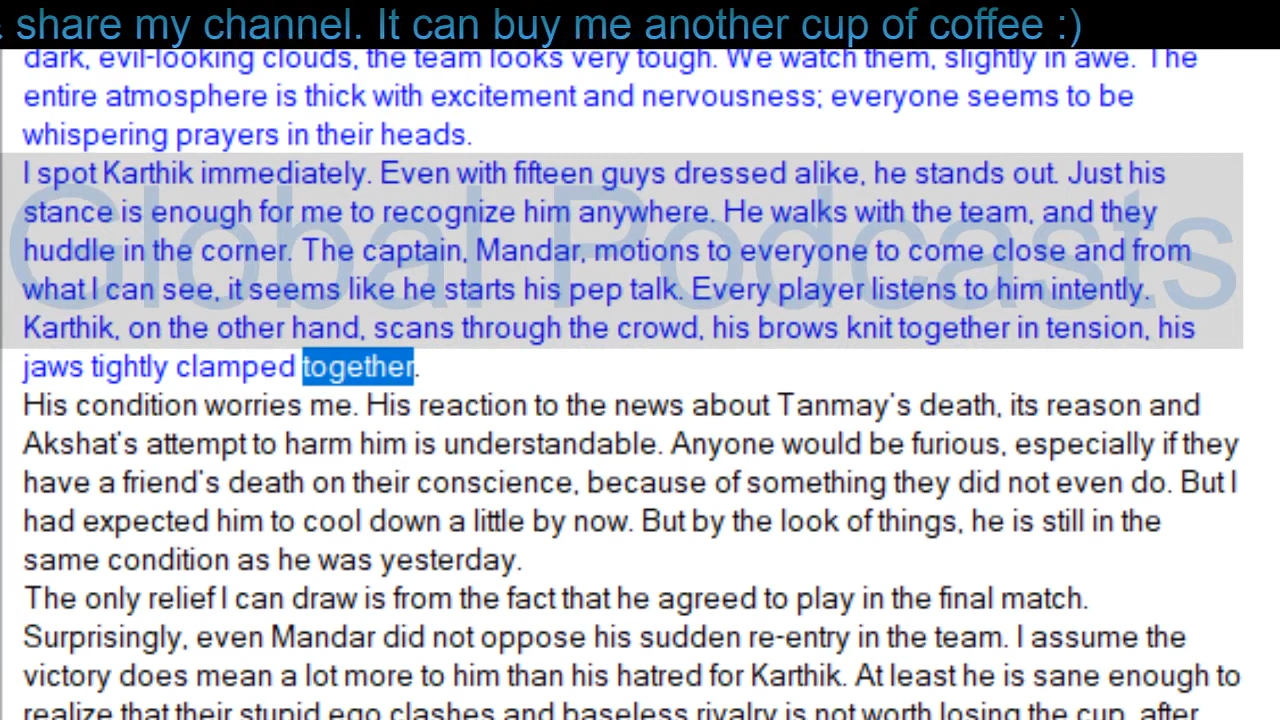 share my channel. It can buy me another cup of coffee :)
dark, evil-looking clouds, the team looks very tough. We watch them, slightly in awe. The
entire atmosphere is thick with excitement and nervousness; everyone seems to be
whispering prayers in their heads.
I spot Karthik immediately. Even with fifteen guys dressed alike, he stands out. Just his
stance is enough for me to recognize him anywhere. He walks with the team, and they
huddle in the corner. The captain, Mandar, motions to everyone to come close and from
what I can see, it seems like he starts his pep talk. Every player listens to him intently.
Karthik, on the other hand, scans through the crowd, his brows knit together in tension, his
jaws tightly clamped together.
Global Podcasts
His condition worries me. His reaction to the news about Tanmay's death, its reason and
Akshat's attempt to harm him is understandable. Anyone would be furious, especially if they
have a friend's death on their conscience, because of something they did not even do. But I
had expected him to cool down a little by now. But by the look of things, he is still in the
same condition as he was yesterday.
The only relief I can draw is from the fact that he agreed to play in the final match.
Surprisingly, even Mandar did not oppose his sudden re-entry in the team. I assume the
victory does mean a lot more to him than his hatred for Karthik. At least he is sane enough to
realize that their stupid ego clashes and baseless rivalry is not worth losing the cup, after